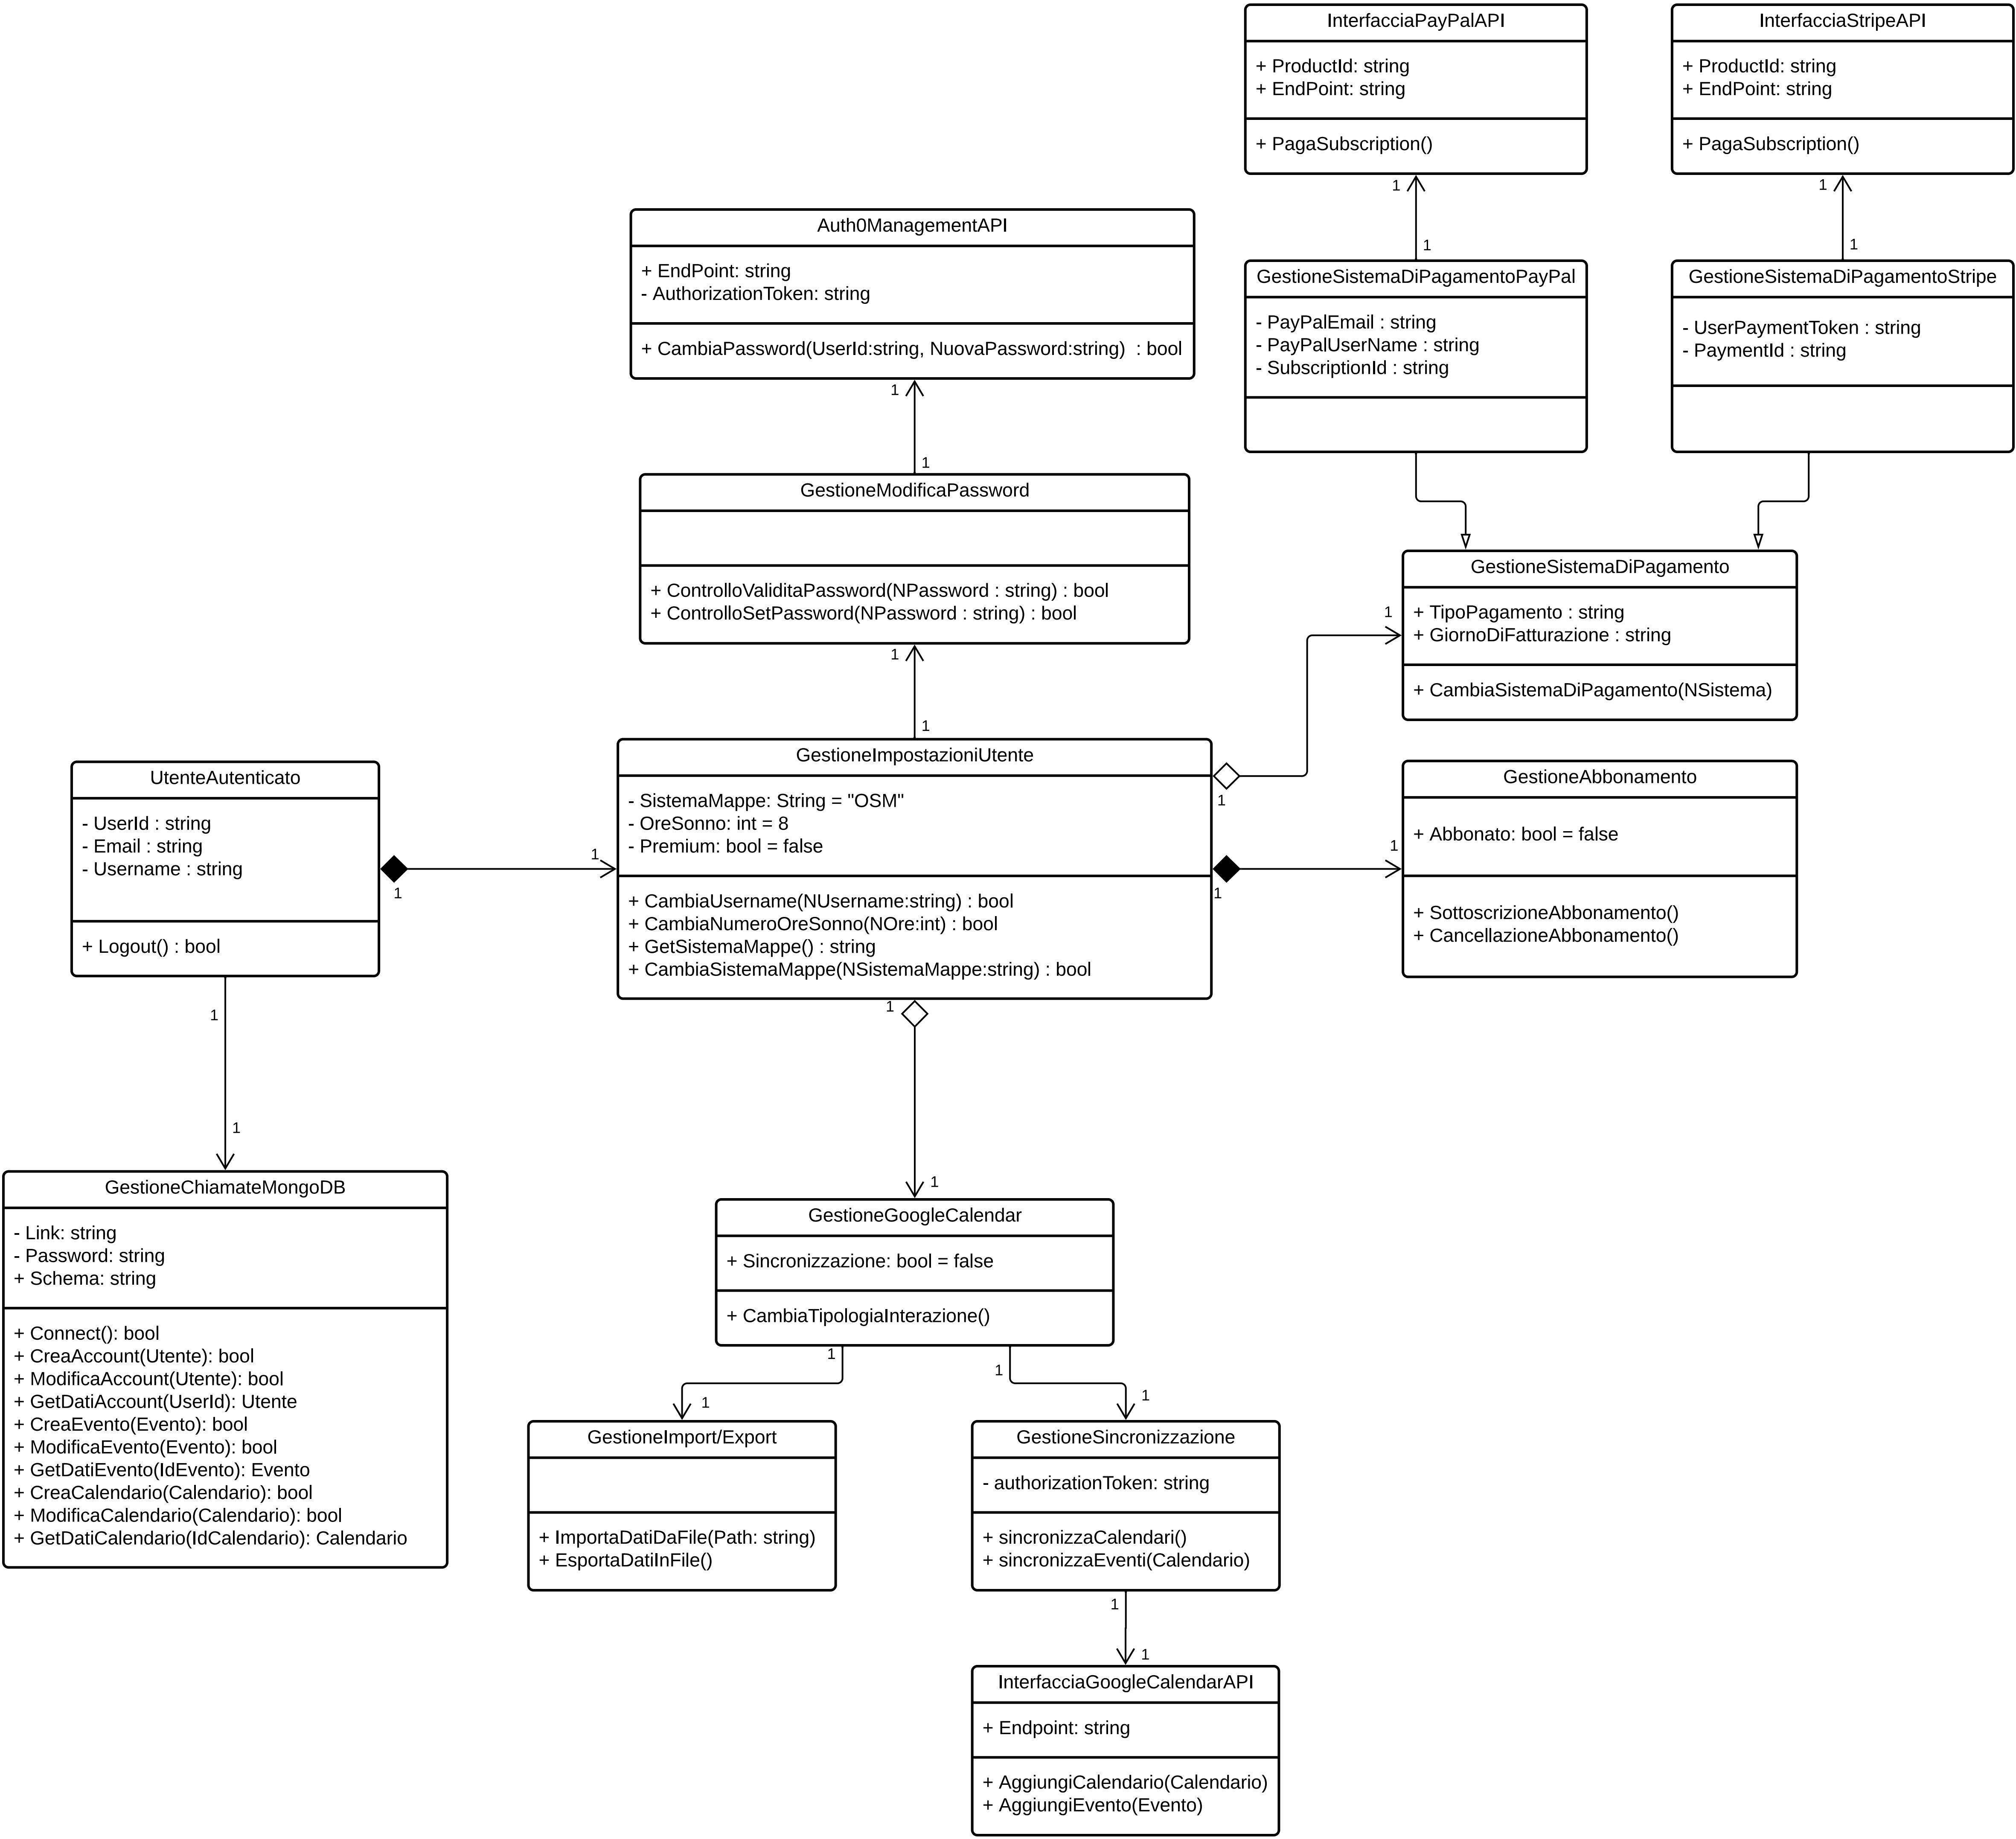 InterfacciaPayPalAPI
+ ProductId: string
+ EndPoint: string
+ PagaSubscription()
InterfacciaStripeAPI
+ ProductId: string
+ EndPoint: string
+ PagaSubscription()
1
1
1
1
Auth0ManagementAPI
+ EndPoint: string
- AuthorizationToken: string
+ CambiaPassword(UserId:string, NuovaPassword:string)  : bool
GestioneSistemaDiPagamentoPayPal
- PayPalEmail : string
- PayPalUserName : string
- SubscriptionId : string
GestioneSistemaDiPagamentoStripe
- UserPaymentToken : string
- PaymentId : string
1
1
GestioneModificaPassword
+ ControlloValiditaPassword(NPassword : string) : bool
+ ControlloSetPassword(NPassword : string) : bool
GestioneSistemaDiPagamento
+ TipoPagamento : string
+ GiornoDiFatturazione : string
+ CambiaSistemaDiPagamento(NSistema)
1
1
1
1
UtenteAutenticato
- UserId : string
- Email : string
- Username : string
+ Logout() : bool
1
1
GestioneImpostazioniUtente
- SistemaMappe: String = "OSM"
- OreSonno: int = 8
- Premium: bool = false
+ CambiaUsername(NUsername:string) : bool
+ CambiaNumeroOreSonno(NOre:int) : bool
+ GetSistemaMappe() : string
+ CambiaSistemaMappe(NSistemaMappe:string) : bool
1
1
GestioneAbbonamento
+ Abbonato: bool = false
+ SottoscrizioneAbbonamento()
+ CancellazioneAbbonamento()
1
1
1
1
GestioneChiamateMongoDB
- Link: string
- Password: string
+ Schema: string
+ Connect(): bool
+ CreaAccount(Utente): bool
+ ModificaAccount(Utente): bool
+ GetDatiAccount(UserId): Utente
+ CreaEvento(Evento): bool
+ ModificaEvento(Evento): bool
+ GetDatiEvento(IdEvento): Evento
+ CreaCalendario(Calendario): bool
+ ModificaCalendario(Calendario): bool
+ GetDatiCalendario(IdCalendario): Calendario
GestioneGoogleCalendar
+ Sincronizzazione: bool = false
+ CambiaTipologiaInterazione()
1
1
1
1
GestioneImport/Export
+ ImportaDatiDaFile(Path: string)
+ EsportaDatiInFile()
GestioneSincronizzazione
- authorizationToken: string
+ sincronizzaCalendari()
+ sincronizzaEventi(Calendario)
1
1
InterfacciaGoogleCalendarAPI
+ Endpoint: string
+ AggiungiCalendario(Calendario)
+ AggiungiEvento(Evento)